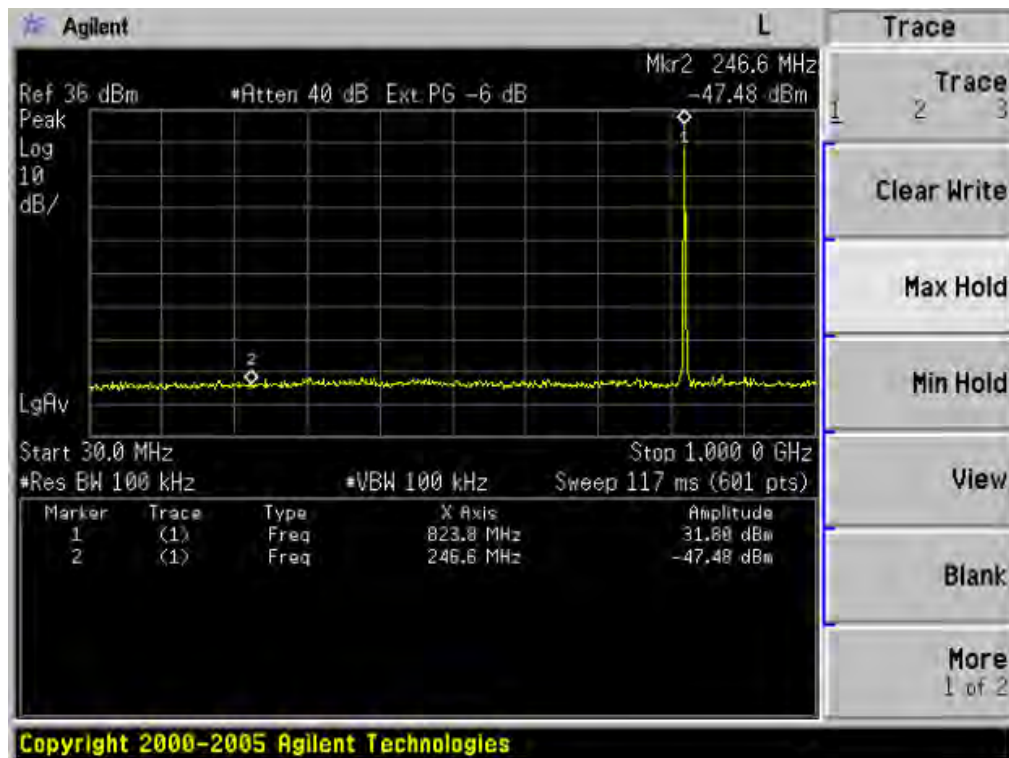 Agilent L
Mkr2 246.6 MHz
Ref 36 dBm #Atten 40 dB Ext PG -6 dB -47.48 dBm
Peak
Log
10
dB/
1
2
LgAv
Start 30.0 MHz Stop 1.000 0 GHz
#Res BW 100 kHz #VBW 100 kHz Sweep 117 ms (601 pts)
Marker Trace Type X Axis Amplitude
1 (1) Freq 823.8 MHz 31.80 dBm
2 (1) Freq 246.6 MHz -47.48 dBm
Trace
Trace
1 2 3
Clear Write
Max Hold
Min Hold
View
Blank
More
1 of 2
Copyright 2000-2005 Agilent Technologies